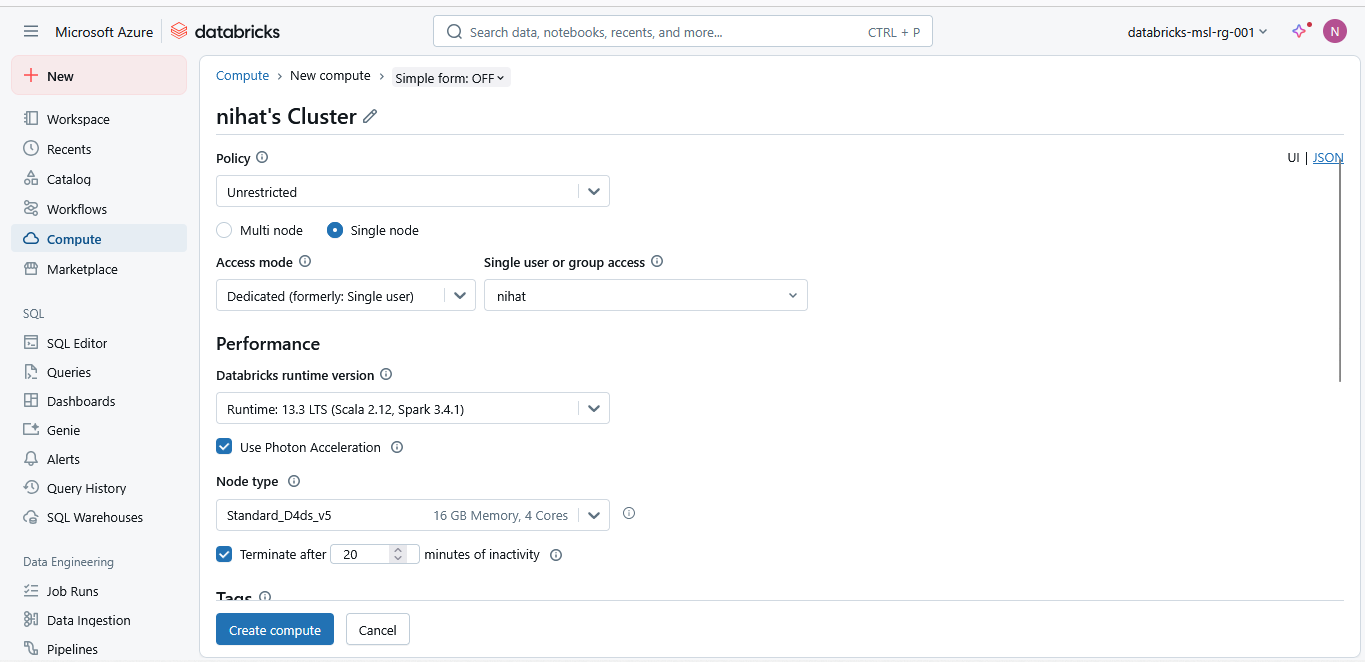 Microsoft Azure databricks Search data, notebooks, recents, and more... CTRL + P databricks-msl-rg-001 N
New
Workspace
Recents
Catalog
Workflows
Compute
Marketplace
SQL
SQL Editor
Queries
Dashboards
Genie
Alerts
Query History
SQL Warehouses
Data Engineering
Job Runs
Data Ingestion
Pipelines
Compute › New compute › Simple form: OFF
nihat's Cluster
Policy
UI | JSON
Unrestricted
Multi node Single node
Access mode Single user or group access
Dedicated (formerly: Single user) nihat
Performance
Databricks runtime version
Runtime: 13.3 LTS (Scala 2.12, Spark 3.4.1)
Use Photon Acceleration
Node type
Standard_D4ds_v5 16 GB Memory, 4 Cores
Terminate after 20 minutes of inactivity
Tags
Create compute Cancel